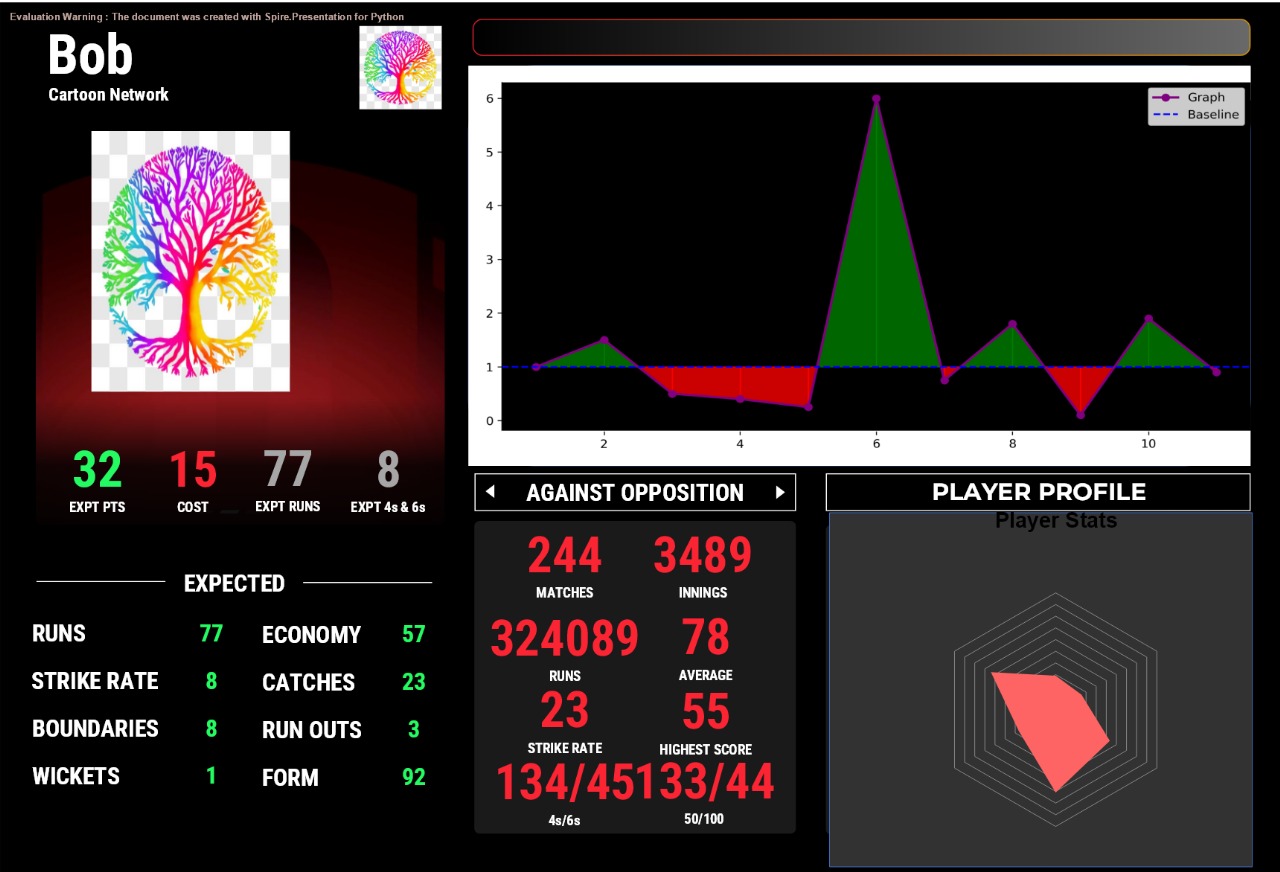 Evaluation Warning : The document was created with Spire.Presentation for Python
Bob
Cartoon Network
32 15 77 8
EXPT PTS COST EXPT RUNS EXPT 4s & 6s
EXPECTED
RUNS 77 ECONOMY 57
STRIKE RATE 8 CATCHES 23
BOUNDARIES 8 RUN OUTS 3
WICKETS 1 FORM 92
Graph
Baseline
6
5
4
3
2
1
0
2 4 6 8 10
AGAINST OPPOSITION
244 3489
MATCHES INNINGS
324089 78
RUNS AVERAGE
23 55
STRIKE RATE HIGHEST SCORE
134/45 133/44
4s/6s 50/100
PLAYER PROFILE
Player Stats